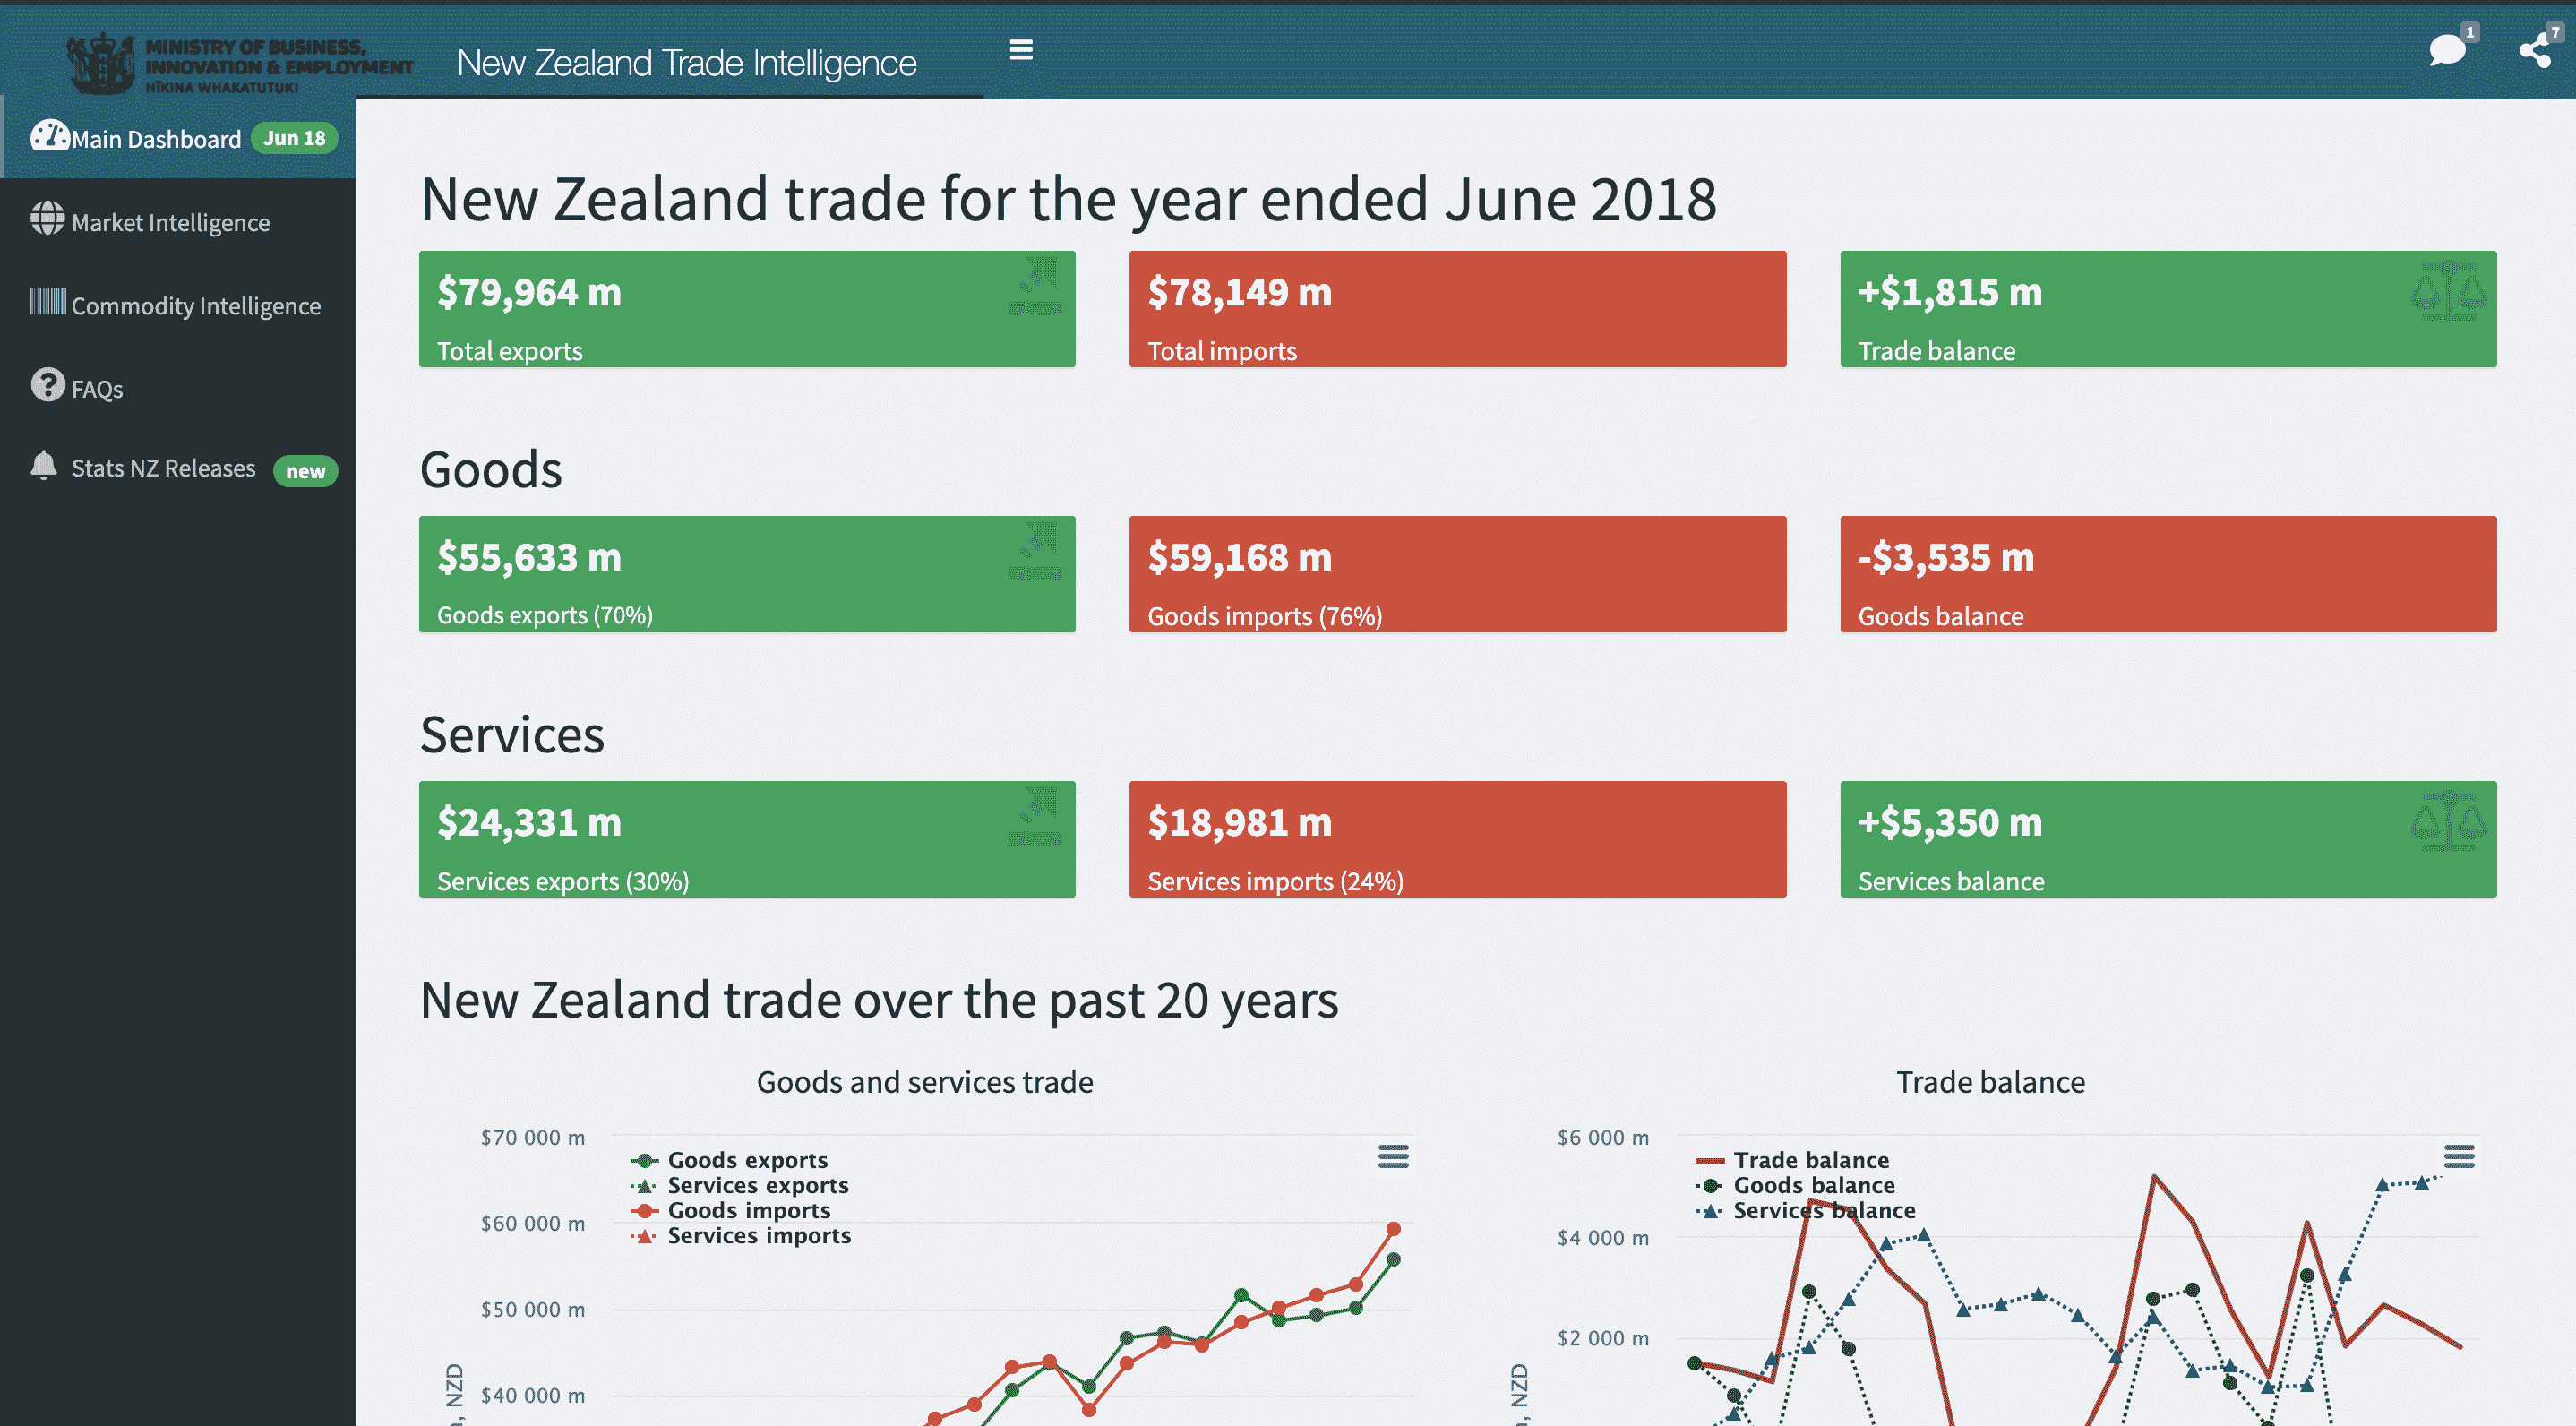 MINISTRY OF BUSINESS,
INNOVATION & EMPLOYMENT
HĪKINA WHAKATUTUKI
New Zealand Trade Intelligence
1
7
Main Dashboard Jun 18
Market Intelligence
Commodity Intelligence
FAQs
Stats NZ Releases new
New Zealand trade for the year ended June 2018
$79,964 m
Total exports
$78,149 m
Total imports
+$1,815 m
Trade balance
Goods
$55,633 m
Goods exports (70%)
$59,168 m
Goods imports (76%)
-$3,535 m
Goods balance
Services
$24,331 m
Services exports (30%)
$18,981 m
Services imports (24%)
+$5,350 m
Services balance
New Zealand trade over the past 20 years
Goods and services trade
$70 000 m
$60 000 m
$50 000 m
$40 000 m
NZD
Goods exports
Services exports
Goods imports
Services imports
Trade balance
$6 000 m
$4 000 m
$2 000 m
NZD
Trade balance
Goods balance
Services balance